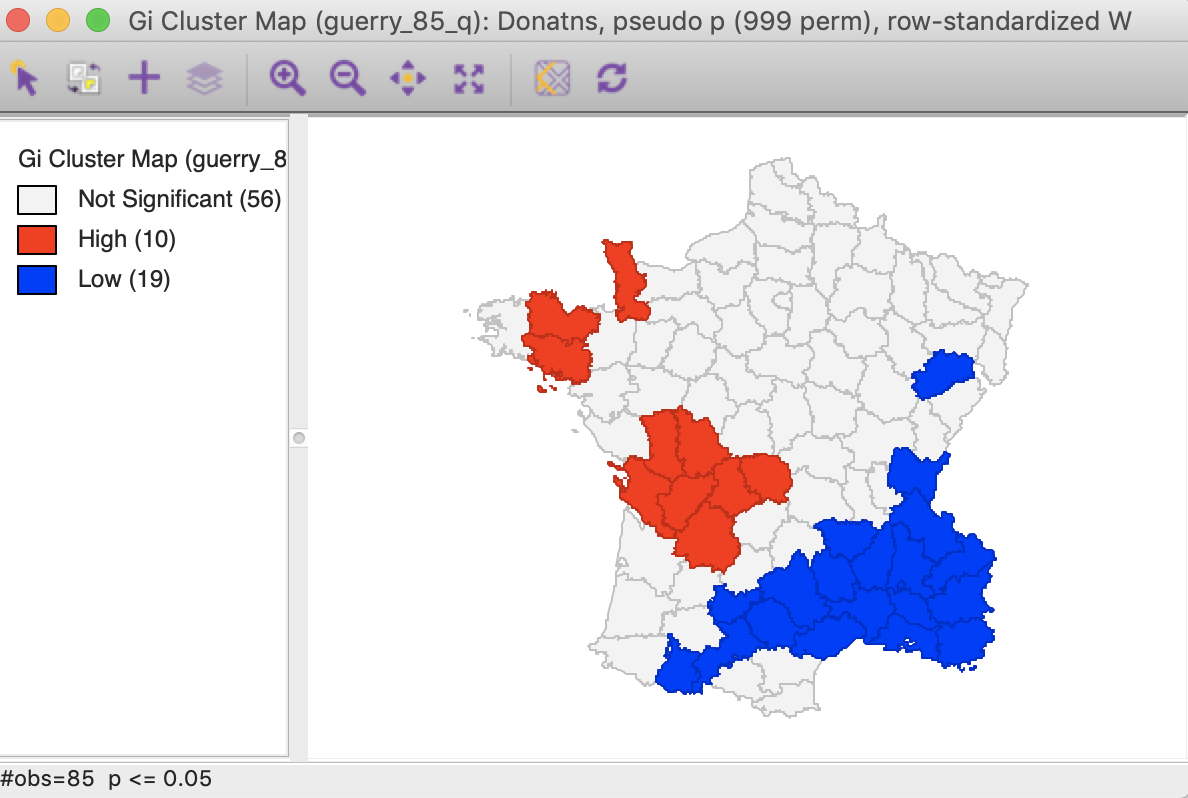 Gi Cluster Map (guerry_85_q): Donatns, pseudo p (999 perm), row-standardized W
Gi Cluster Map (guerry_8
Not Significant (56)
High (10)
Low (19)
#obs=85 p <= 0.05